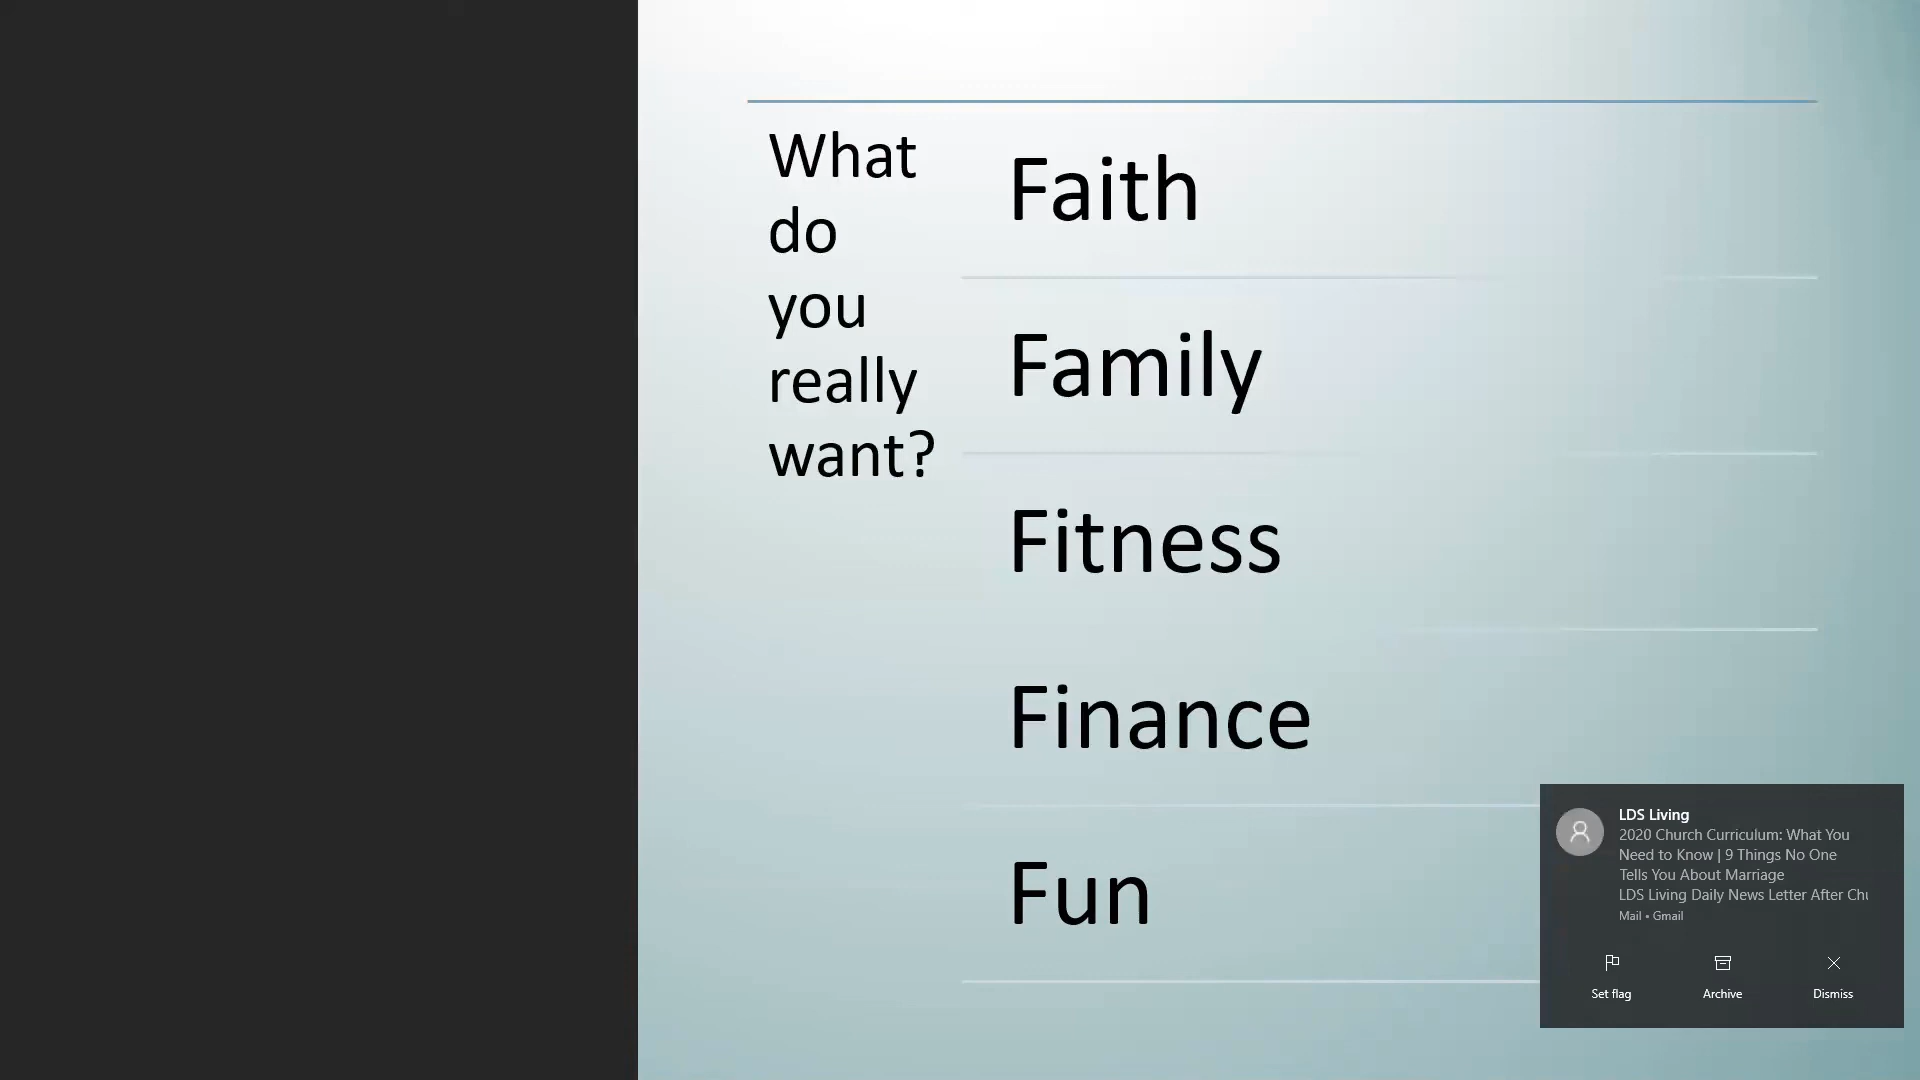 What
do
you
really
want?
Faith
Family
Fitness
Finance
Fun
LDS Living
2020 Church Curriculum: What You
Need to Know | 9 Things No One
Tells You About Marriage
LDS Living Daily News Letter After
Mail • Gmail
Set flag
Archive
Dismiss